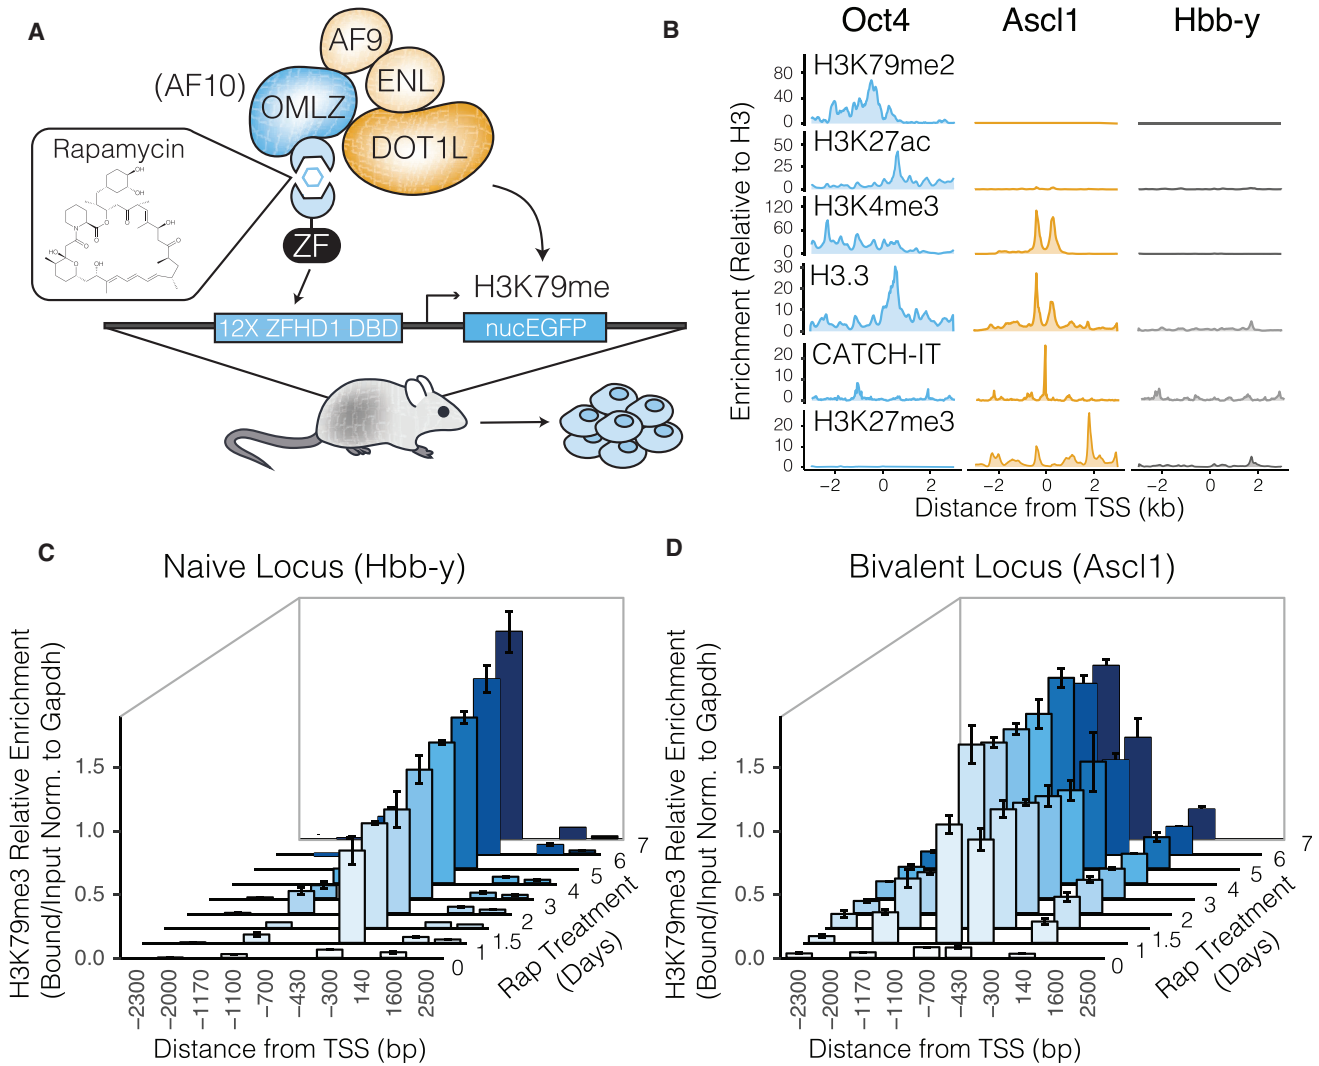 A
AF9
ENL
(AF10)
OMLZ
DOT1L
Rapamycin
OH
OH
O
O
OH
N
O
O
O
HO
O
OH
ZF
H3K79me
12X ZFHD1 DBD
nucEGFP
B
Oct4
Ascl1
Hbb-y
Enrichment (Relative to H3)
H3K79me2
80
40
0
H3K27ac
50
25
0
H3K4me3
120
60
0
H3.3
30
20
10
0
CATCH-IT
20
10
0
H3K27me3
20
10
0
−2 0 2 −2 0 2 −2 0 2
Distance from TSS (kb)
C
Naive Locus (Hbb-y)
H3K79me3 Relative Enrichment
(Bound/Input Norm. to Gapdh)
1.5
1.0
0.5
0.0
−2300
−2000
−1170
−1100
−700
−430
−300
140
1600
2500
0
1
1.5
2
3
4
5
6
7
Rap Treatment
(Days)
Distance from TSS (bp)
D
Bivalent Locus (Ascl1)
H3K79me3 Relative Enrichment
(Bound/Input Norm. to Gapdh)
1.5
1.0
0.5
0.0
−2300
−2000
−1170
−1100
−700
−430
−300
140
1600
2500
0
1
1.5
2
3
4
5
6
7
Rap Treatment
(Days)
Distance from TSS (bp)